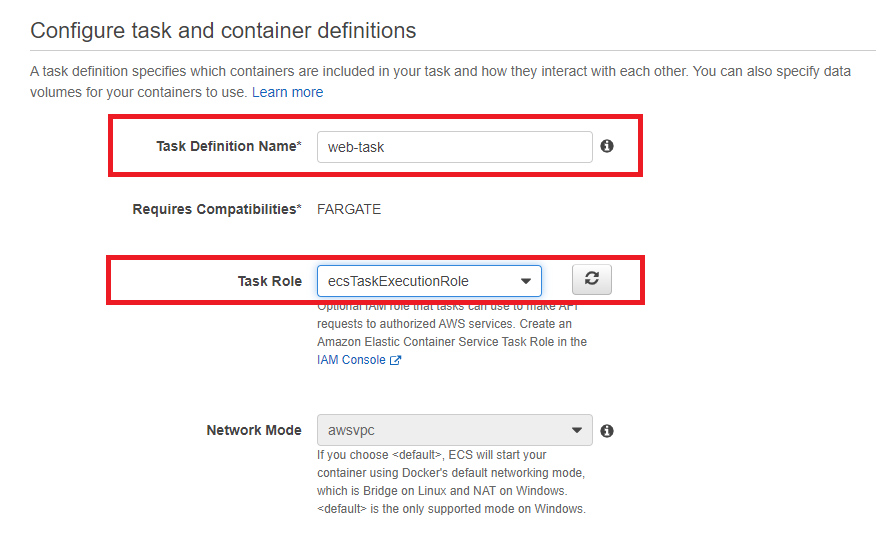 Configure task and container definitions
A task definition specifies which containers are included in your task and how they interact with each other. You can also specify data
volumes for your containers to use. Learn more
Task Definition Name* web-task
Requires Compatibilities* FARGATE
Task Role ecsTaskExecutionRole
Optional IAM role that tasks can use to make API
requests to authorized AWS services. Create an
Amazon Elastic Container Service Task Role in the
IAM Console
Network Mode awsvpc
If you choose <default>, ECS will start your
container using Docker's default networking mode,
which is Bridge on Linux and NAT on Windows.
<default> is the only supported mode on Windows.